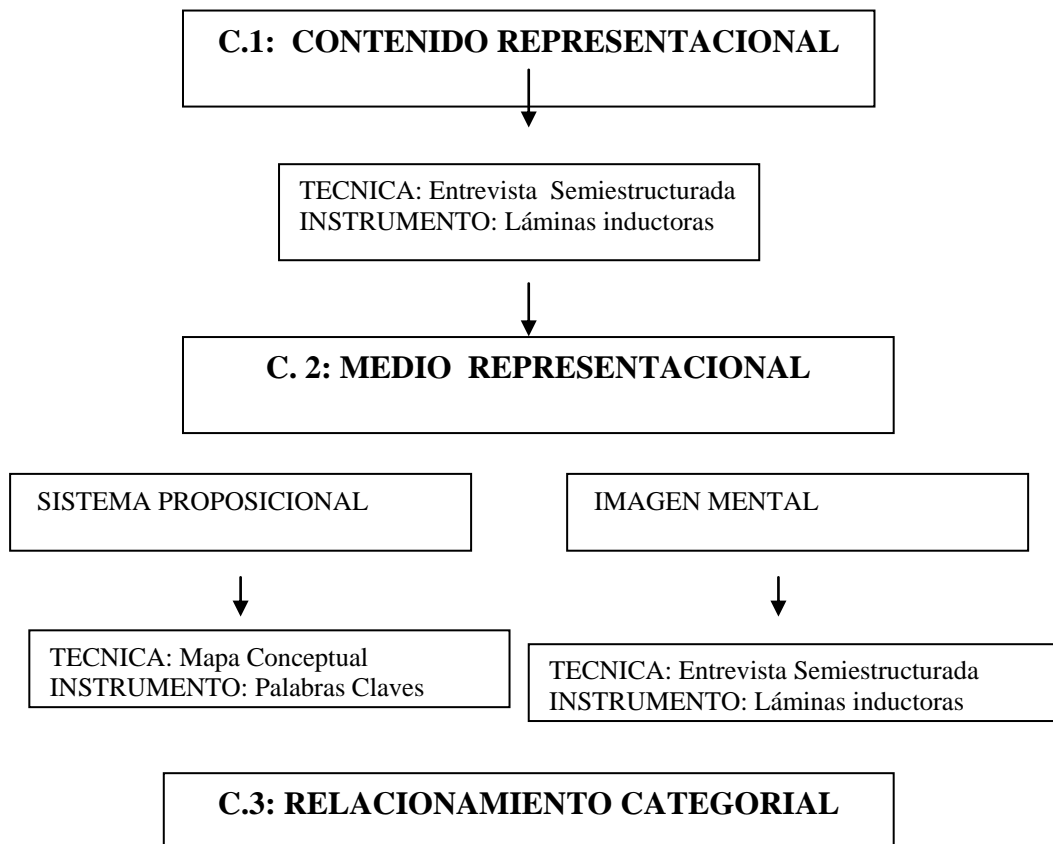 C.1: CONTENIDO REPRESENTACIONAL
TECNICA: Entrevista Semiestructurada
INSTRUMENTO: Láminas inductoras
C. 2: MEDIO REPRESENTACIONAL
SISTEMA PROPOSICIONAL
IMAGEN MENTAL
TECNICA: Mapa Conceptual
INSTRUMENTO: Palabras Claves
TECNICA: Entrevista Semiestructurada
INSTRUMENTO: Láminas inductoras
C.3: RELACIONAMIENTO CATEGORIAL